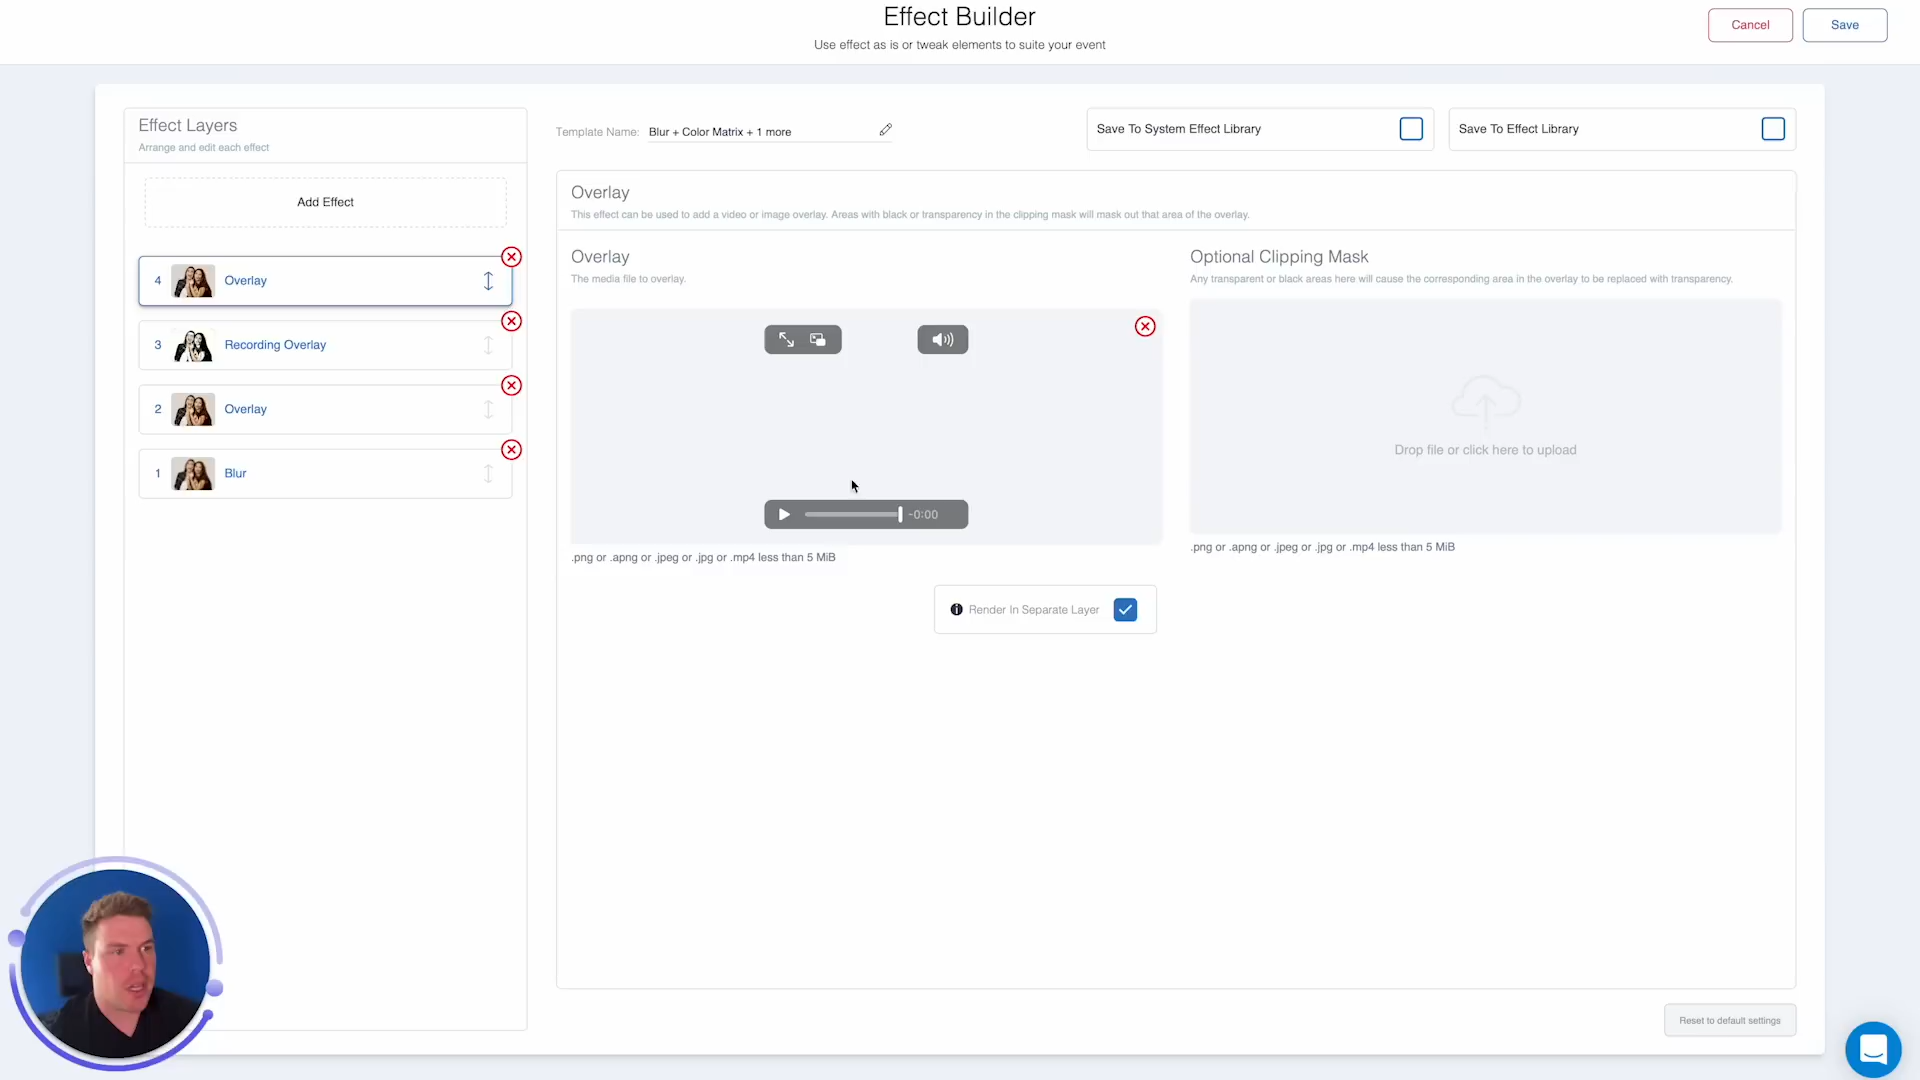 Effect Builder
Use effect as is or tweak elements to suite your event
Cancel
Save
Effect Layers
Arrange and edit each effect
Add Effect
4 Overlay
3 Recording Overlay
2 Overlay
1 Blur
Template Name: Blur + Color Matrix + 1 more
Save To System Effect Library
Save To Effect Library
Overlay
This effect can be used to add a video or image overlay. Areas with black or transparency in the clipping mask will mask out that area of the overlay.
Overlay
The media file to overlay.
-0:00
.png or .apng or .jpeg or .jpg or .mp4 less than 5 MiB
Optional Clipping Mask
Any transparent or black areas here will cause the corresponding area in the overlay to be replaced with transparency.
Drop file or click here to upload
.png or .apng or .jpeg or .jpg or .mp4 less than 5 MiB
Render In Separate Layer
Reset to default settings